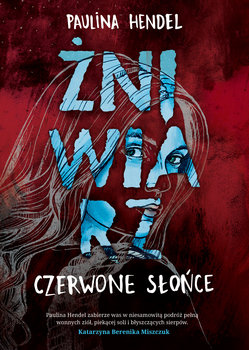 PAULINA HENDEL
ŻNI
WIA
RZ
CZERWONE SŁOŃCE
Paulina Hendel zabierze was w niesamowitą podróż pełną
wonnych ziół, piekącej soli i błyszczących sierpów.
Katarzyna Berenika Miszczuk